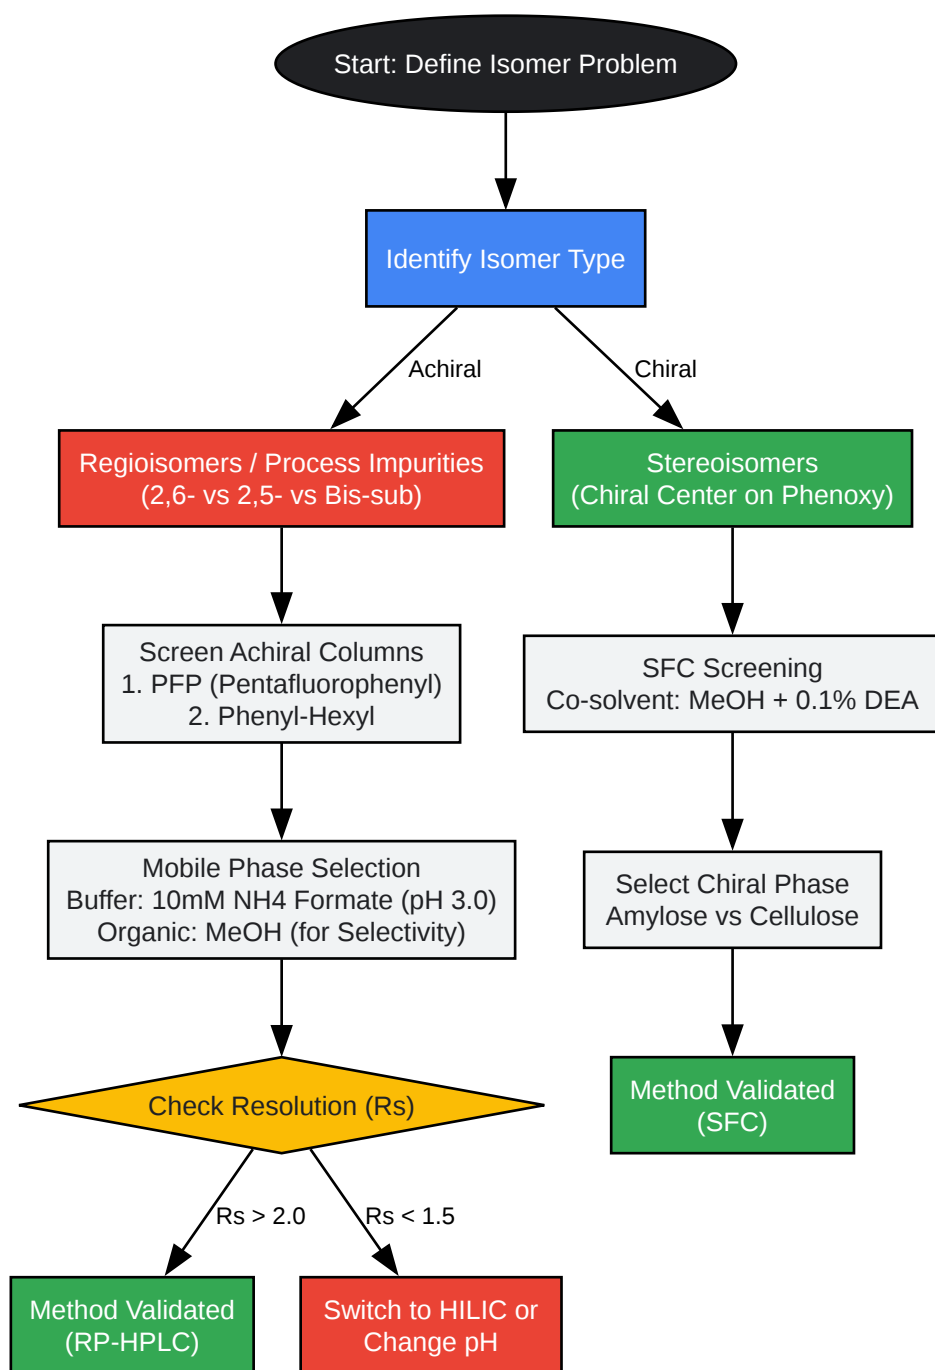 Start: Define Isomer Problem
Identify Isomer Type
Achiral
Chiral
Regioisomers / Process Impurities
(2,6- vs 2,5- vs Bis-sub)
Stereoisomers
(Chiral Center on Phenoxy)
Screen Achiral Columns
1. PFP (Pentafluorophenyl)
2. Phenyl-Hexyl
SFC Screening
Co-solvent: MeOH + 0.1% DEA
Mobile Phase Selection
Buffer: 10mM NH4 Formate (pH 3.0)
Organic: MeOH (for Selectivity)
Select Chiral Phase
Amylose vs Cellulose
Check Resolution (Rs)
Method Validated
(SFC)
Rs > 2.0
Rs < 1.5
Method Validated
(RP-HPLC)
Switch to HILIC or
Change pH